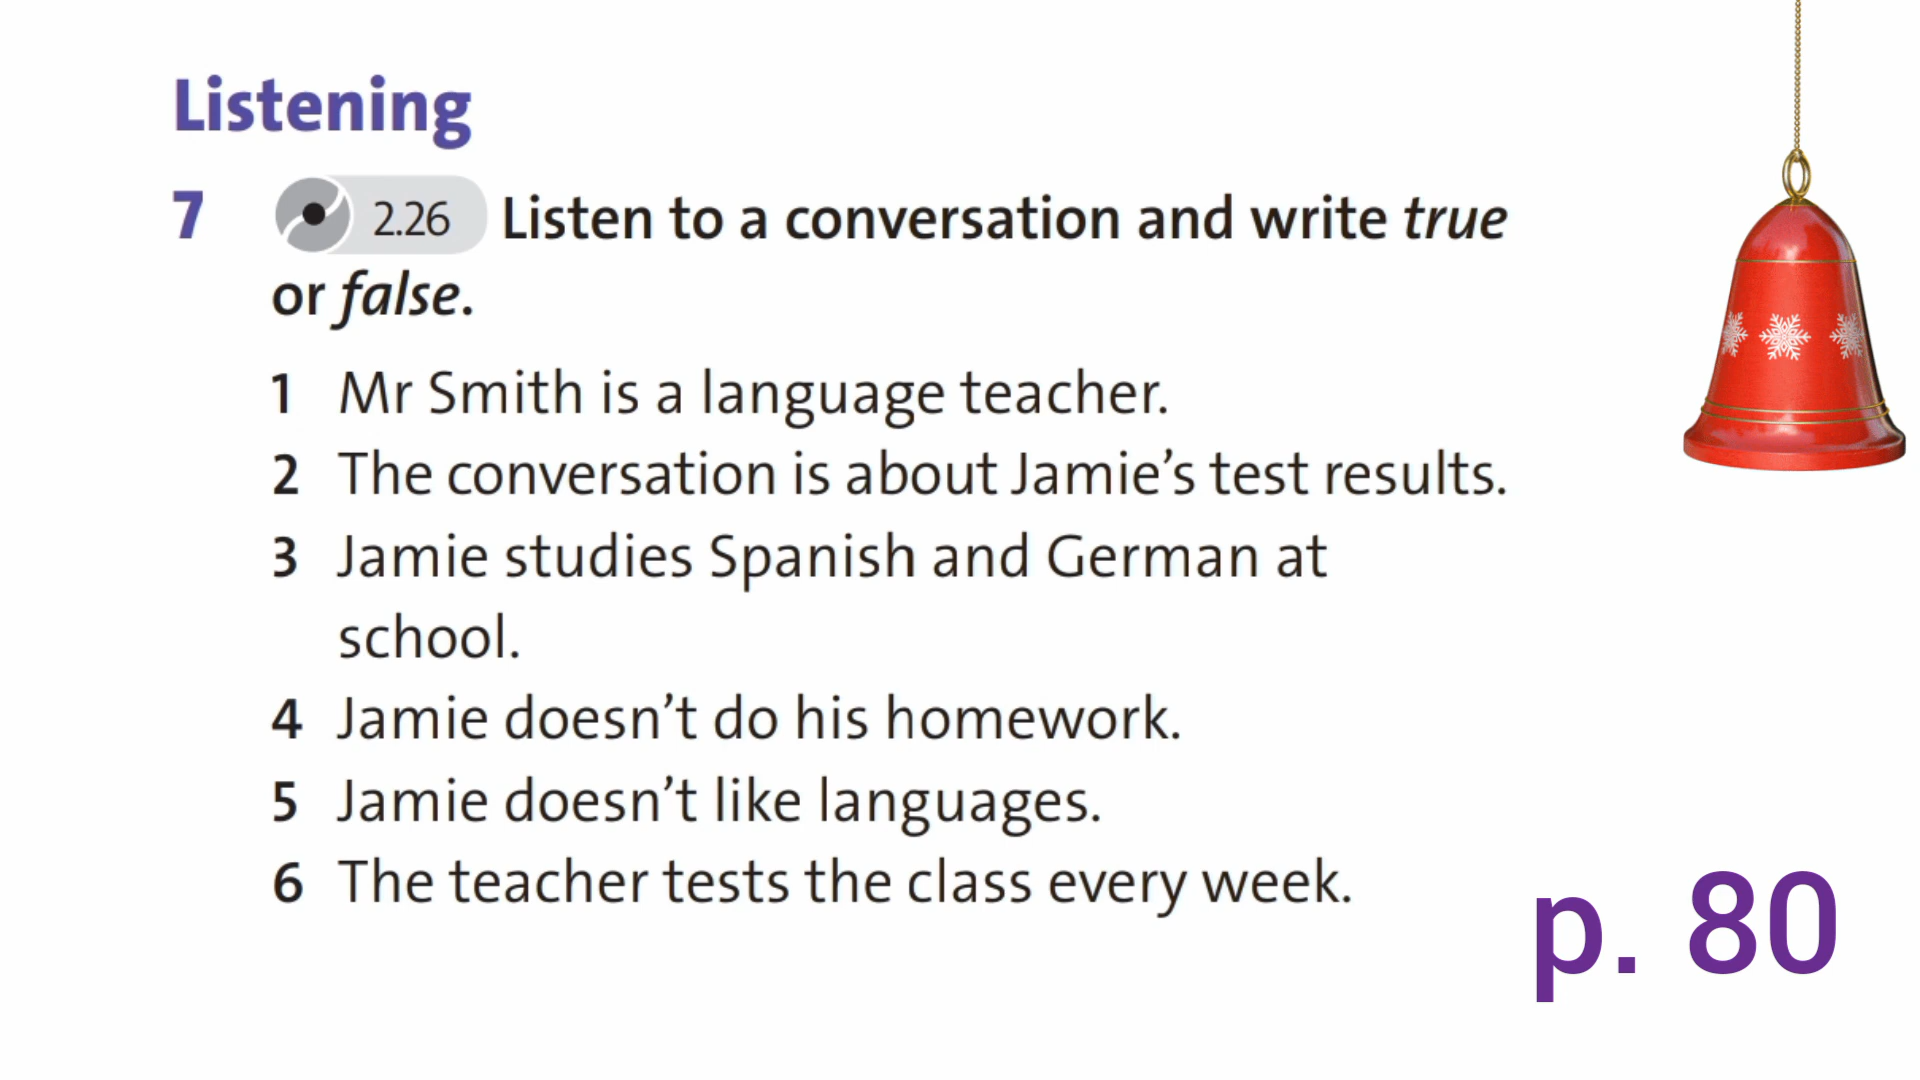 Listening
7 2.26 Listen to a conversation and write true
or false.
1 Mr Smith is a language teacher.
2 The conversation is about Jamie’s test results.
3 Jamie studies Spanish and German at
school.
4 Jamie doesn’t do his homework.
5 Jamie doesn’t like languages.
6 The teacher tests the class every week.
p. 80